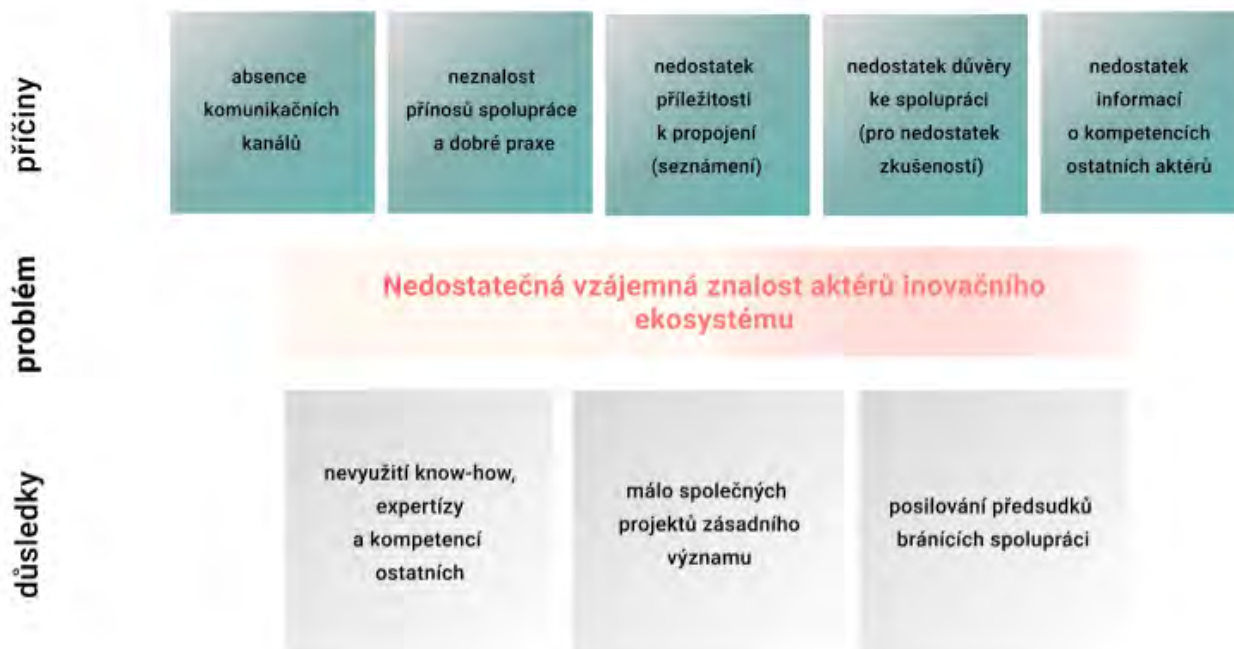 příčiny
absence
komunikačních
kanálů
neznalost
přínosů spolupráce
a dobré praxe
nedostatek
příležitosti
k propojení
(seznámení)
nedostatek důvěry
ke spolupráci
(pro nedostatek
zkušeností)
nedostatek
informací
o kompetencích
ostatních aktérů
problém
Nedostatečná vzájemná znalost aktérů inovačního
ekosystému
důsledky
nevyužití know-how,
expertízy
a kompetencí
ostatních
málo společných
projektů zásadního
významu
posilování předsudků
bránících spolupráci